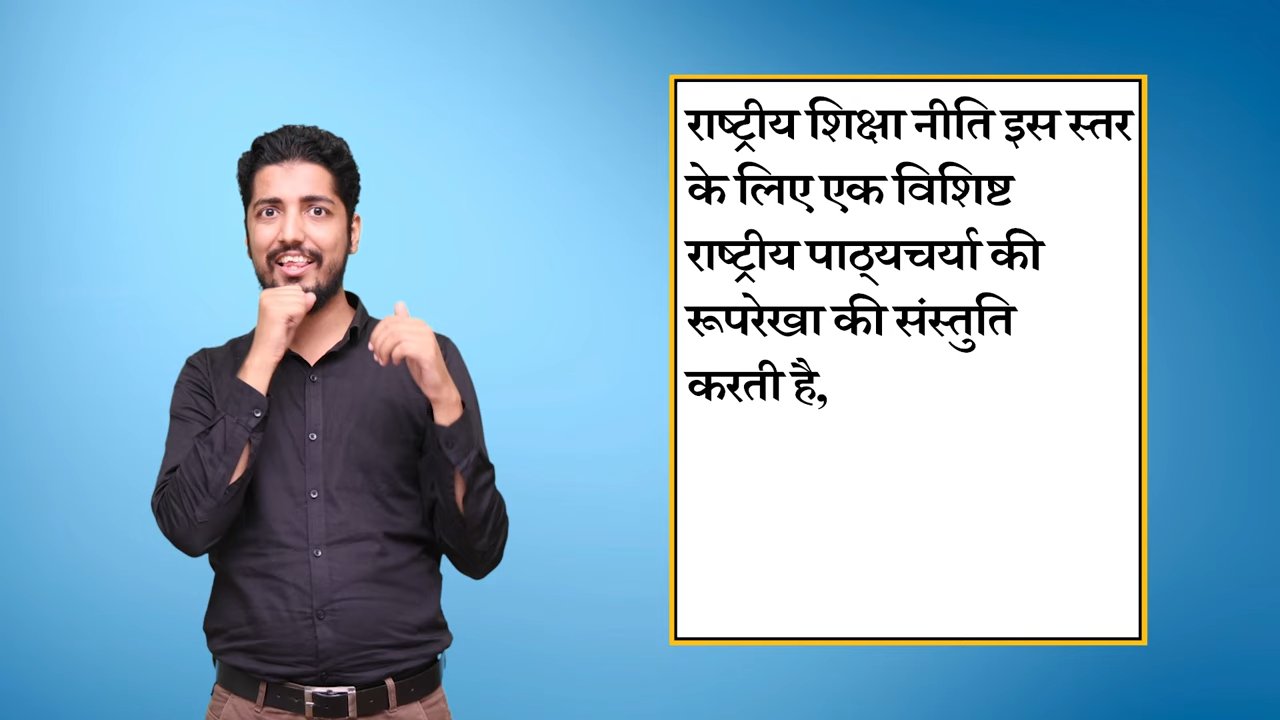 राष्ट्रीय शिक्षा नीति इस स्तर
के लिए एक विशिष्ट
राष्ट्रीय पाठ्यचर्या की
रूपरेखा की संस्तुति
करती है,